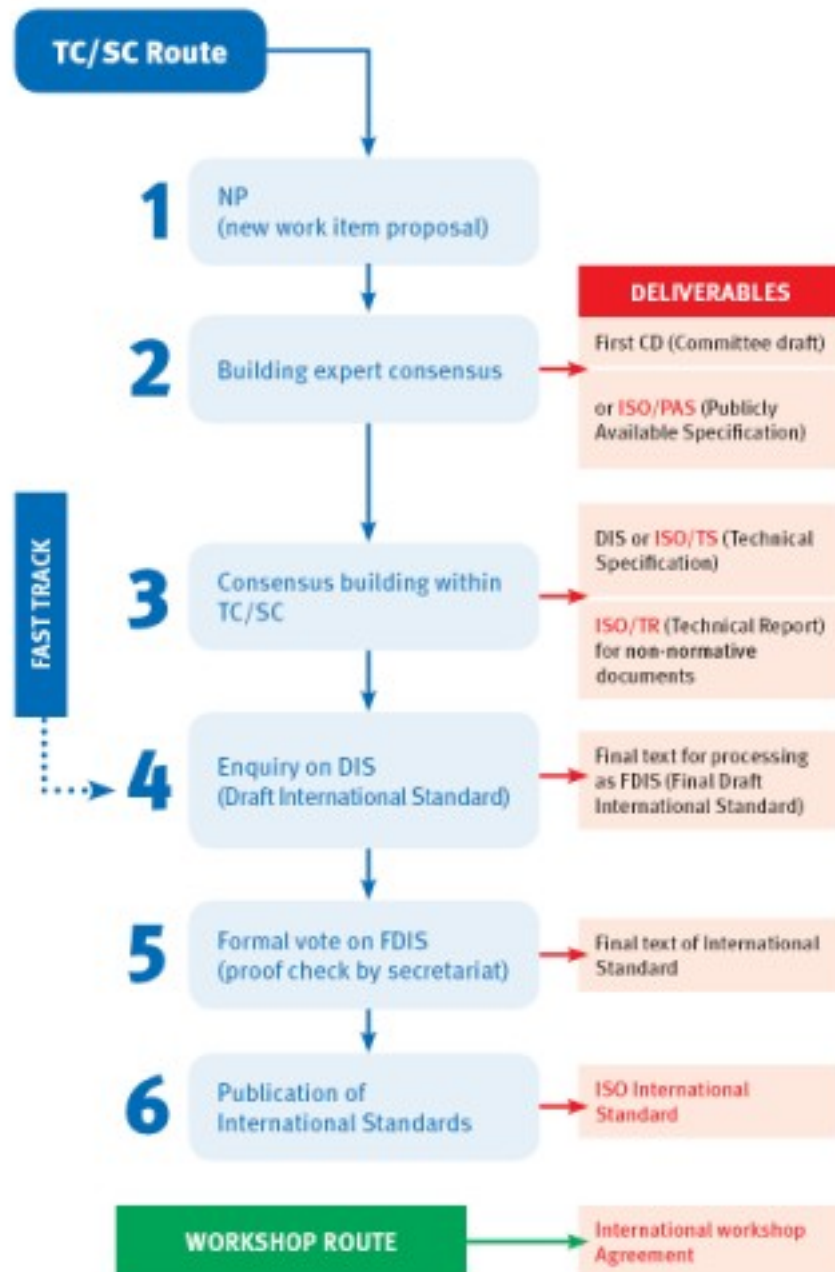 TC/SC Route
1
NP
(new work item proposal)
DELIVERABLES
2
Building expert consensus
First CD (Committee draft)
or ISO/PAS (Publicly
Available Specification)
FAST TRACK
3
Consensus building within
TC/SC
DIS or ISO/TS (Technical
Specification)
ISO/TR (Technical Report)
for non-normative
documents
4
Enquiry on DIS
(Draft International Standard)
Final text for processing
as FDIS (Final Draft
International Standard)
5
Formal vote on FDIS
(proof check by secretariat)
Final text of International
Standard
6
Publication of
International Standards
ISO International
Standard
WORKSHOP ROUTE
International workshop
Agreement